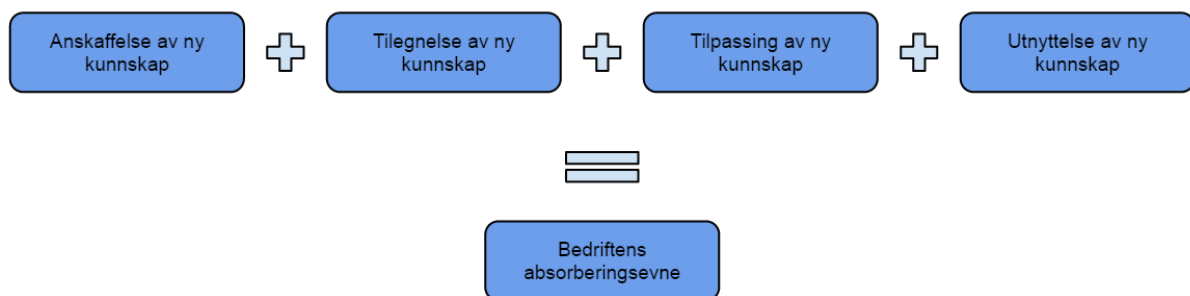 Anskaffelse av ny
kunnskap
Tilegnelse av ny
kunnskap
Tilpassing av ny
kunnskap
Utnyttelse av ny
kunnskap
Bedriftens
absorberingsevne